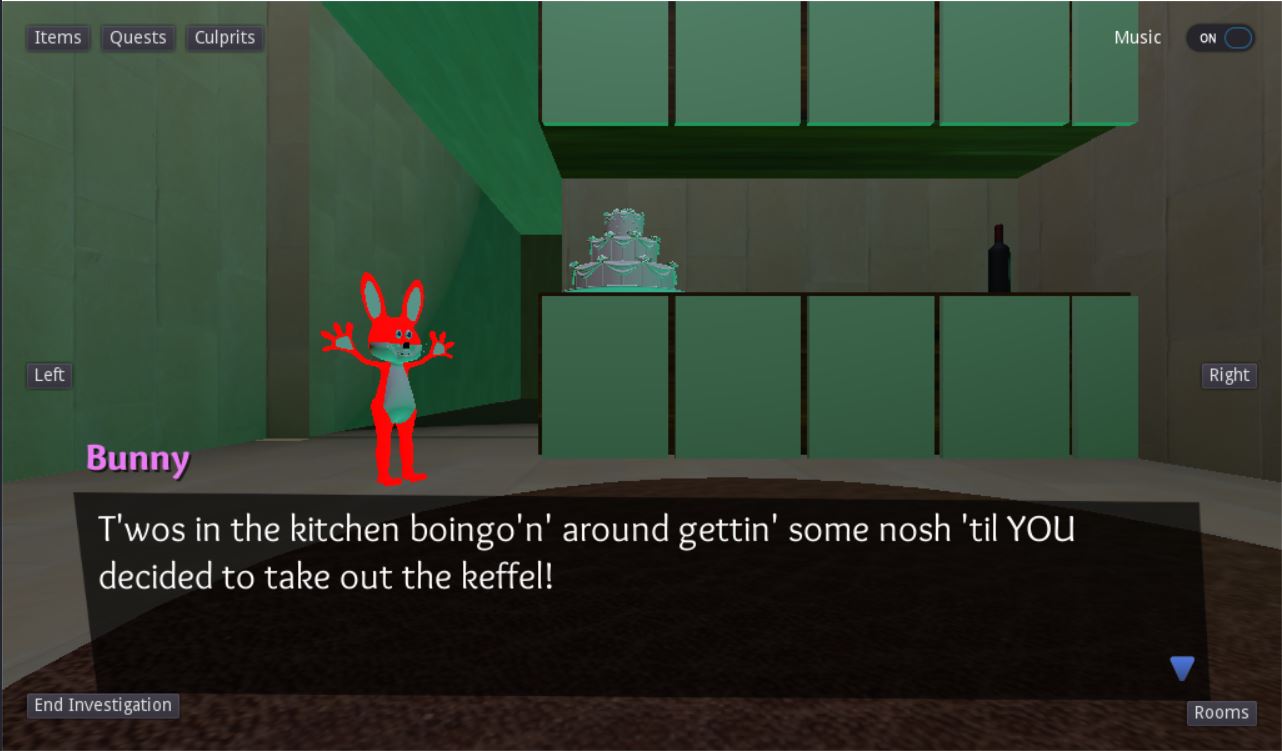 Items Quests Culprits
Music ON
Left
Right
Bunny
T'wos in the kitchen boingo'n' around gettin' some nosh 'til YOU
decided to take out the keffel!
End Investigation
Rooms